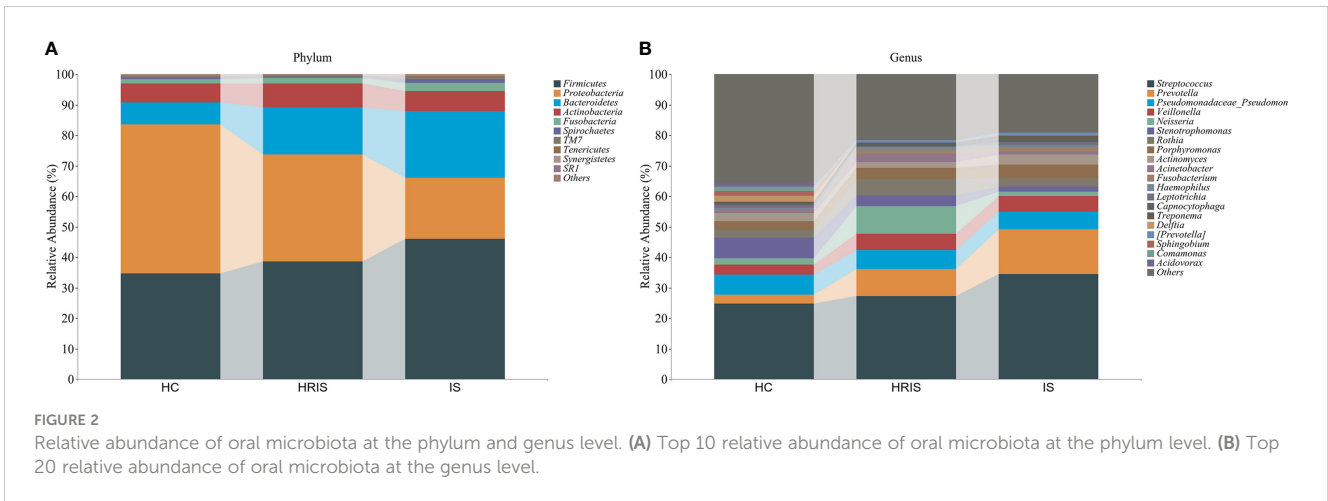 A
Phylum
Relative Abundance (%)
100
90
80
70
60
50
40
30
20
10
0
HC
HRIS
IS
Firmicutes
Proteobacteria
Bacteroidetes
Actinobacteria
Fusobacteria
Spirochaetes
TM7
Tenericutes
Synergistetes
SR1
Others
B
Genus
Relative Abundance (%)
100
90
80
70
60
50
40
30
20
10
0
HC
HRIS
IS
Streptococcus
Prevotella
Pseudomonadaceae_Pseudomon
Veillonella
Neisseria
Stenotrophomonas
Rothia
Porphyromonas
Actinomyces
Acinetobacter
Fusobacterium
Haemophilus
Leptotrichia
Capnocytophaga
Treponema
Delftia
[Prevotella]
Sphingobium
Comamonas
Acidovorax
Others
FIGURE 2
Relative abundance of oral microbiota at the phylum and genus level. (A) Top 10 relative abundance of oral microbiota at the phylum level. (B) Top
20 relative abundance of oral microbiota at the genus level.